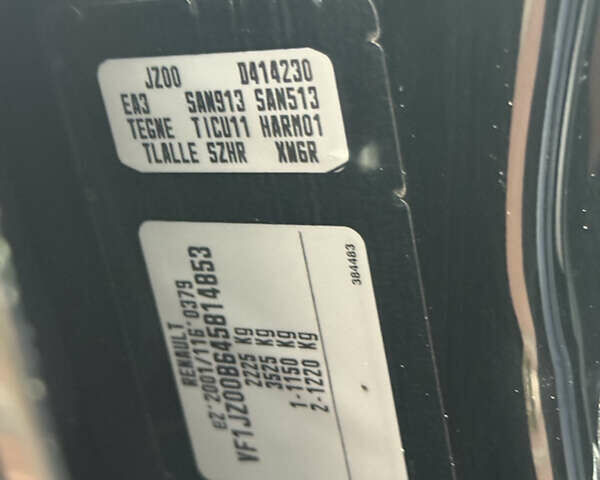 JZ00 D414230
EA3 SAN913 SAN513
TEGNE TICU11 HARM01
TLALLE SZHR XW6R
RENAULT
E2*2001/116*0379
VF1JZ00B645814853
2225 Kg
3525 Kg
1-1150 Kg
2-1220 Kg
384483